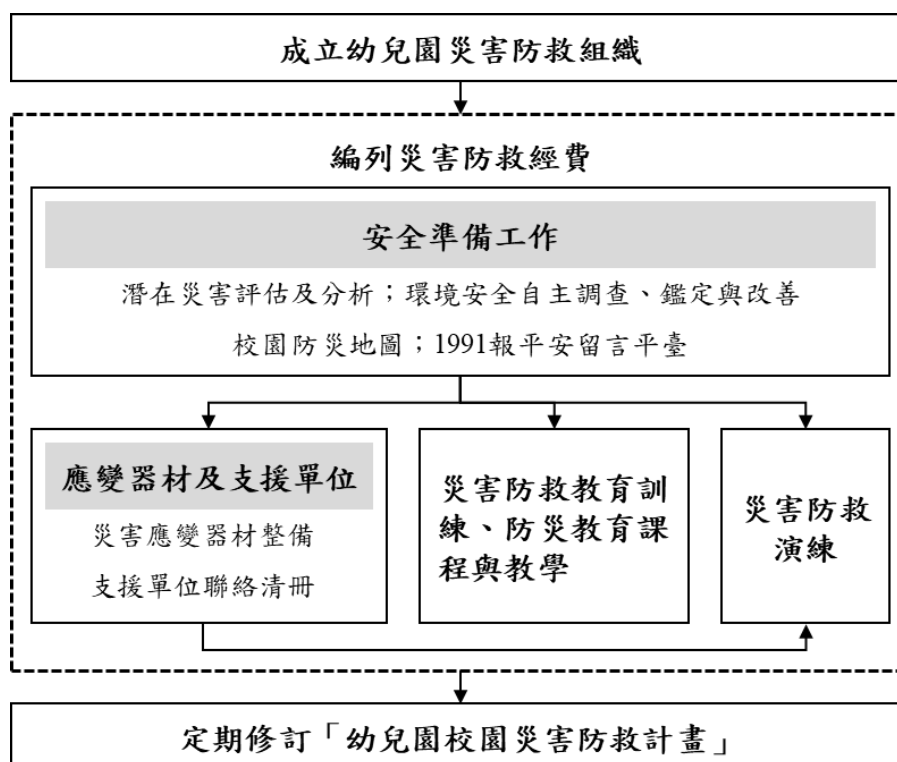 成立幼兒園災害防救組織
編列災害防救經費
安全準備工作
潛在災害評估及分析；環境安全自主調查、鑑定與改善
校園防災地圖；1991報平安留言平臺
應變器材及支援單位
災害應變器材整備
支援單位聯絡清冊
災害防救教育訓
練、防災教育課
程與教學
災害防救
演練
定期修訂「幼兒園校園災害防救計畫」